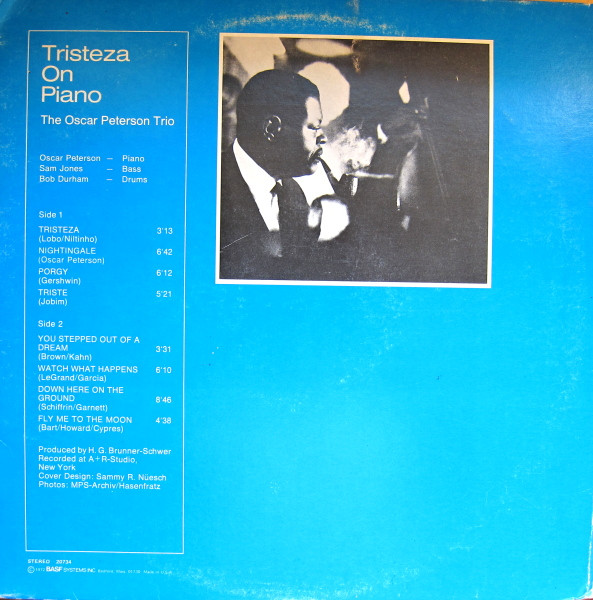 Tristeza
On
Piano
The Oscar Peterson Trio
Oscar Peterson – Piano
Sam Jones – Bass
Bob Durham – Drums
Side 1
TRISTEZA 3'13
(Lobo/Niltinho)
NIGHTINGALE 6'42
(Oscar Peterson)
PORGY 6'12
(Gershwin)
TRISTE 5'21
(Jobim)
Side 2
YOU STEPPED OUT OF A
DREAM 3'31
(Brown/Kahn)
WATCH WHAT HAPPENS 6'10
(LeGrand/Garcia)
DOWN HERE ON THE
GROUND 8'46
(Schiffrin/Garnett)
FLY ME TO THE MOON 4'38
(Bart/Howard/Cypres)
Produced by H. G. Brunner-Schwer
Recorded at A+R-Studio,
New York
Cover Design: Sammy R. Nüesch
Photos: MPS-Archiv/Hasenfratz
STEREO 20734
BASF SYSTEMS INC Made in U.S.A.